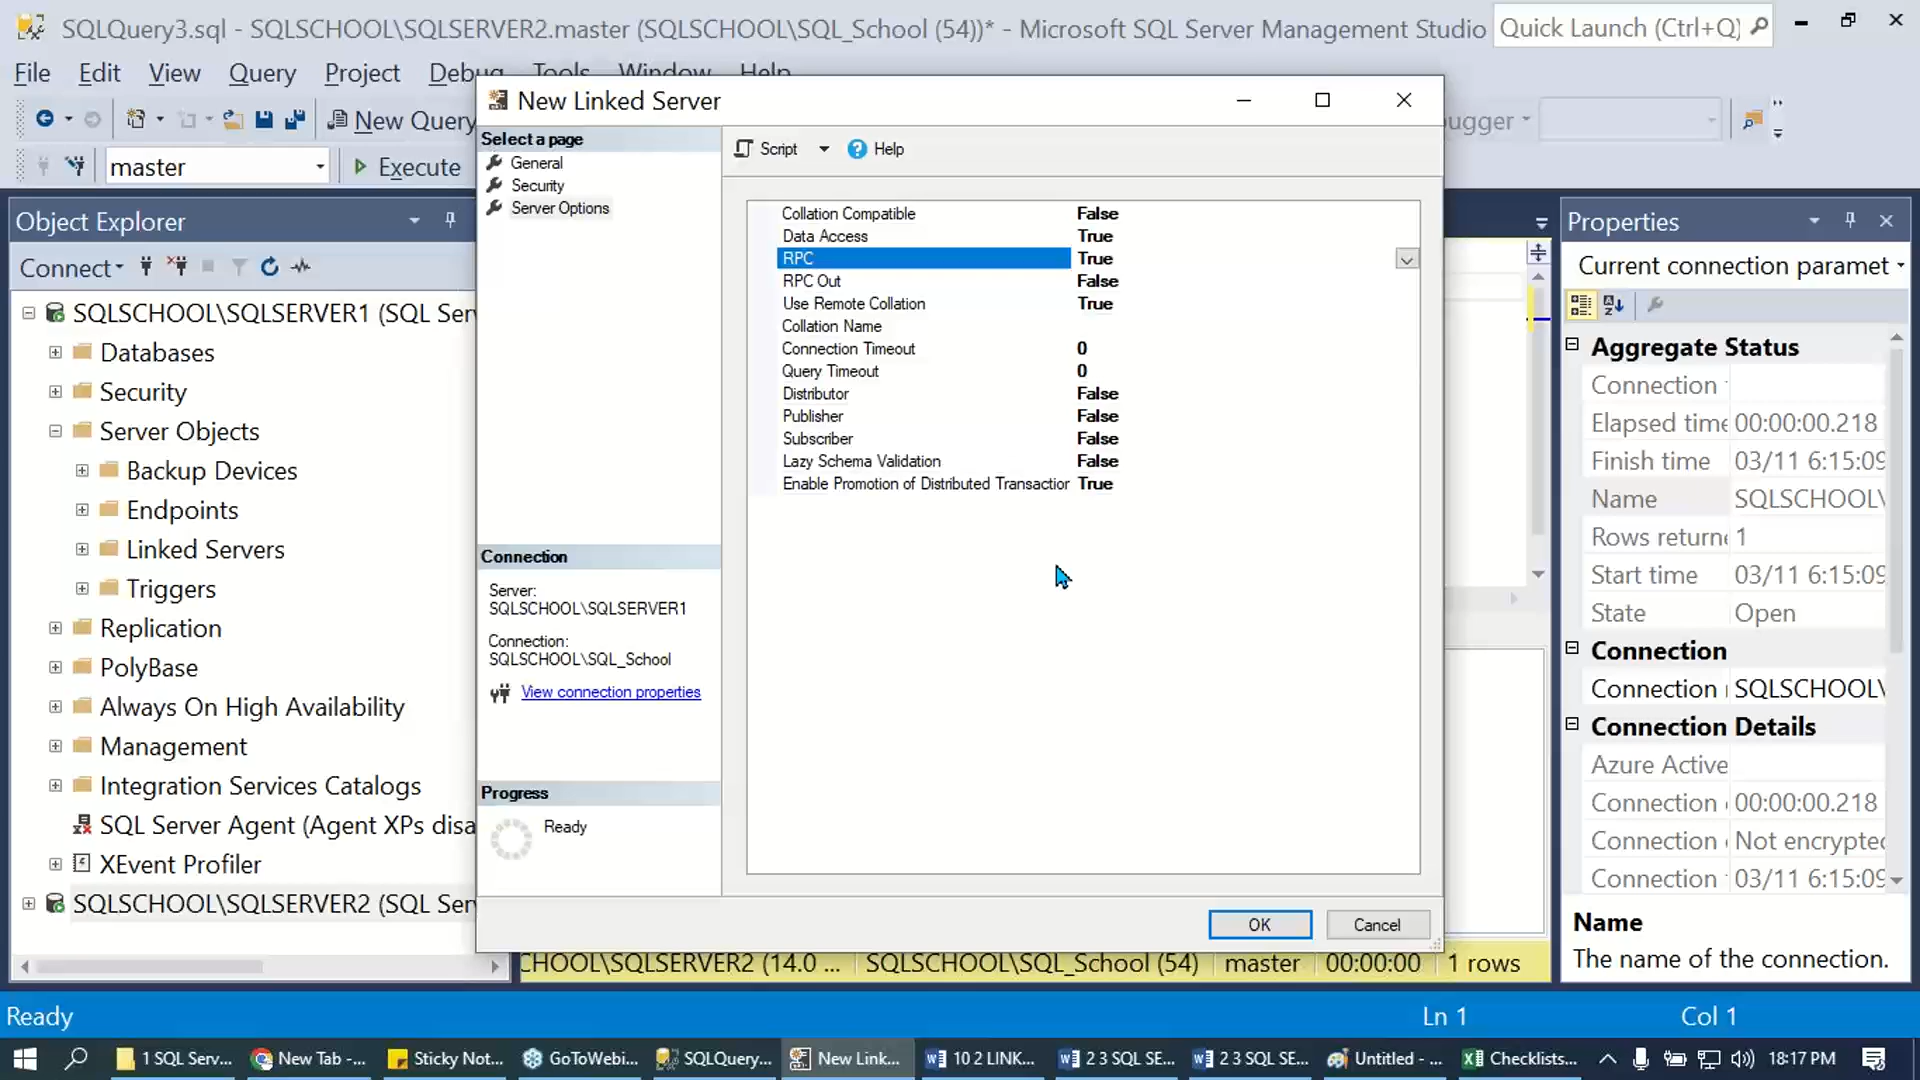 SQLQuery3.sql - SQLSCHOOL\SQLSERVER2.master (SQLSCHOOL\SQL_School (54))* - Microsoft SQL Server Management Studio
Quick Launch (Ctrl+Q)
File Edit View Query Project Debug Tools Window Help
New Query
master
Execute
Object Explorer
Connect
SQLSCHOOL\SQLSERVER1 (SQL Ser
Databases
Security
Server Objects
Backup Devices
Endpoints
Linked Servers
Triggers
Replication
PolyBase
Always On High Availability
Management
Integration Services Catalogs
SQL Server Agent (Agent XPs disa
XEvent Profiler
SQLSCHOOL\SQLSERVER2 (SQL Ser
New Linked Server
Select a page
General
Security
Server Options
Connection
Server:
SQLSCHOOL\SQLSERVER1
Connection:
SQLSCHOOL\SQL_School
View connection properties
Progress
Ready
Script Help
Collation Compatible False
Data Access True
RPC True
RPC Out False
Use Remote Collation True
Collation Name
Connection Timeout 0
Query Timeout 0
Distributor False
Publisher False
Subscriber False
Lazy Schema Validation False
Enable Promotion of Distributed Transaction True
OK Cancel
ugger
Properties
Current connection paramet
Aggregate Status
Connection
Elapsed time 00:00:00.218
Finish time 03/11 6:15:09
Name SQLSCHOOL\
Rows returne 1
Start time 03/11 6:15:09
State Open
Connection
Connection SQLSCHOOL\
Connection Details
Azure Active
Connection 00:00:00.218
Connection Not encrypted
Connection 03/11 6:15:09
Name
The name of the connection.
CHOOL\SQLSERVER2 (14.0 ... SQLSCHOOL\SQL_School (54) master 00:00:00 1 rows
Ready Ln 1 Col 1
1 SQL Serv... New Tab -... Sticky Not... GoToWebi... SQLQuery... New Link... 10 2 LINK... 2 3 SQL SE... 2 3 SQL SE... Untitled - ... Checklists... 18:17 PM